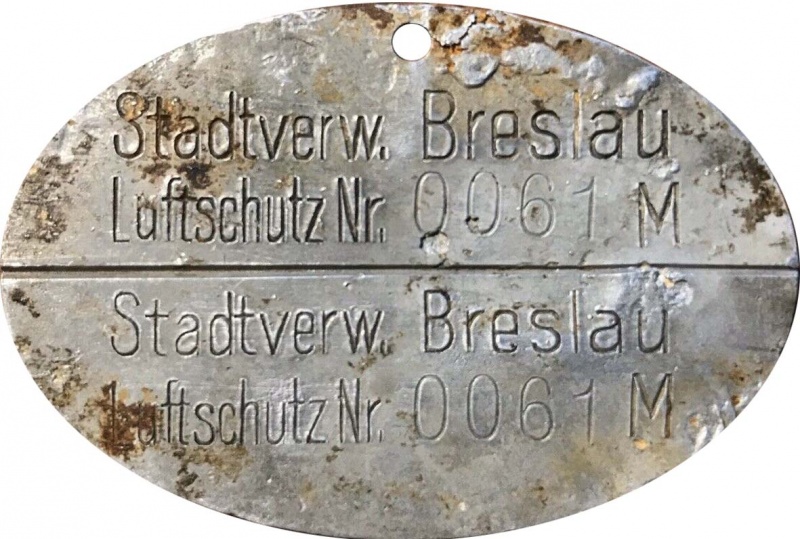 Stadtverw. Breslau
Luftschutz Nr. 0061 M
Stadtverw. Breslau
Luftschutz Nr. 0061 M